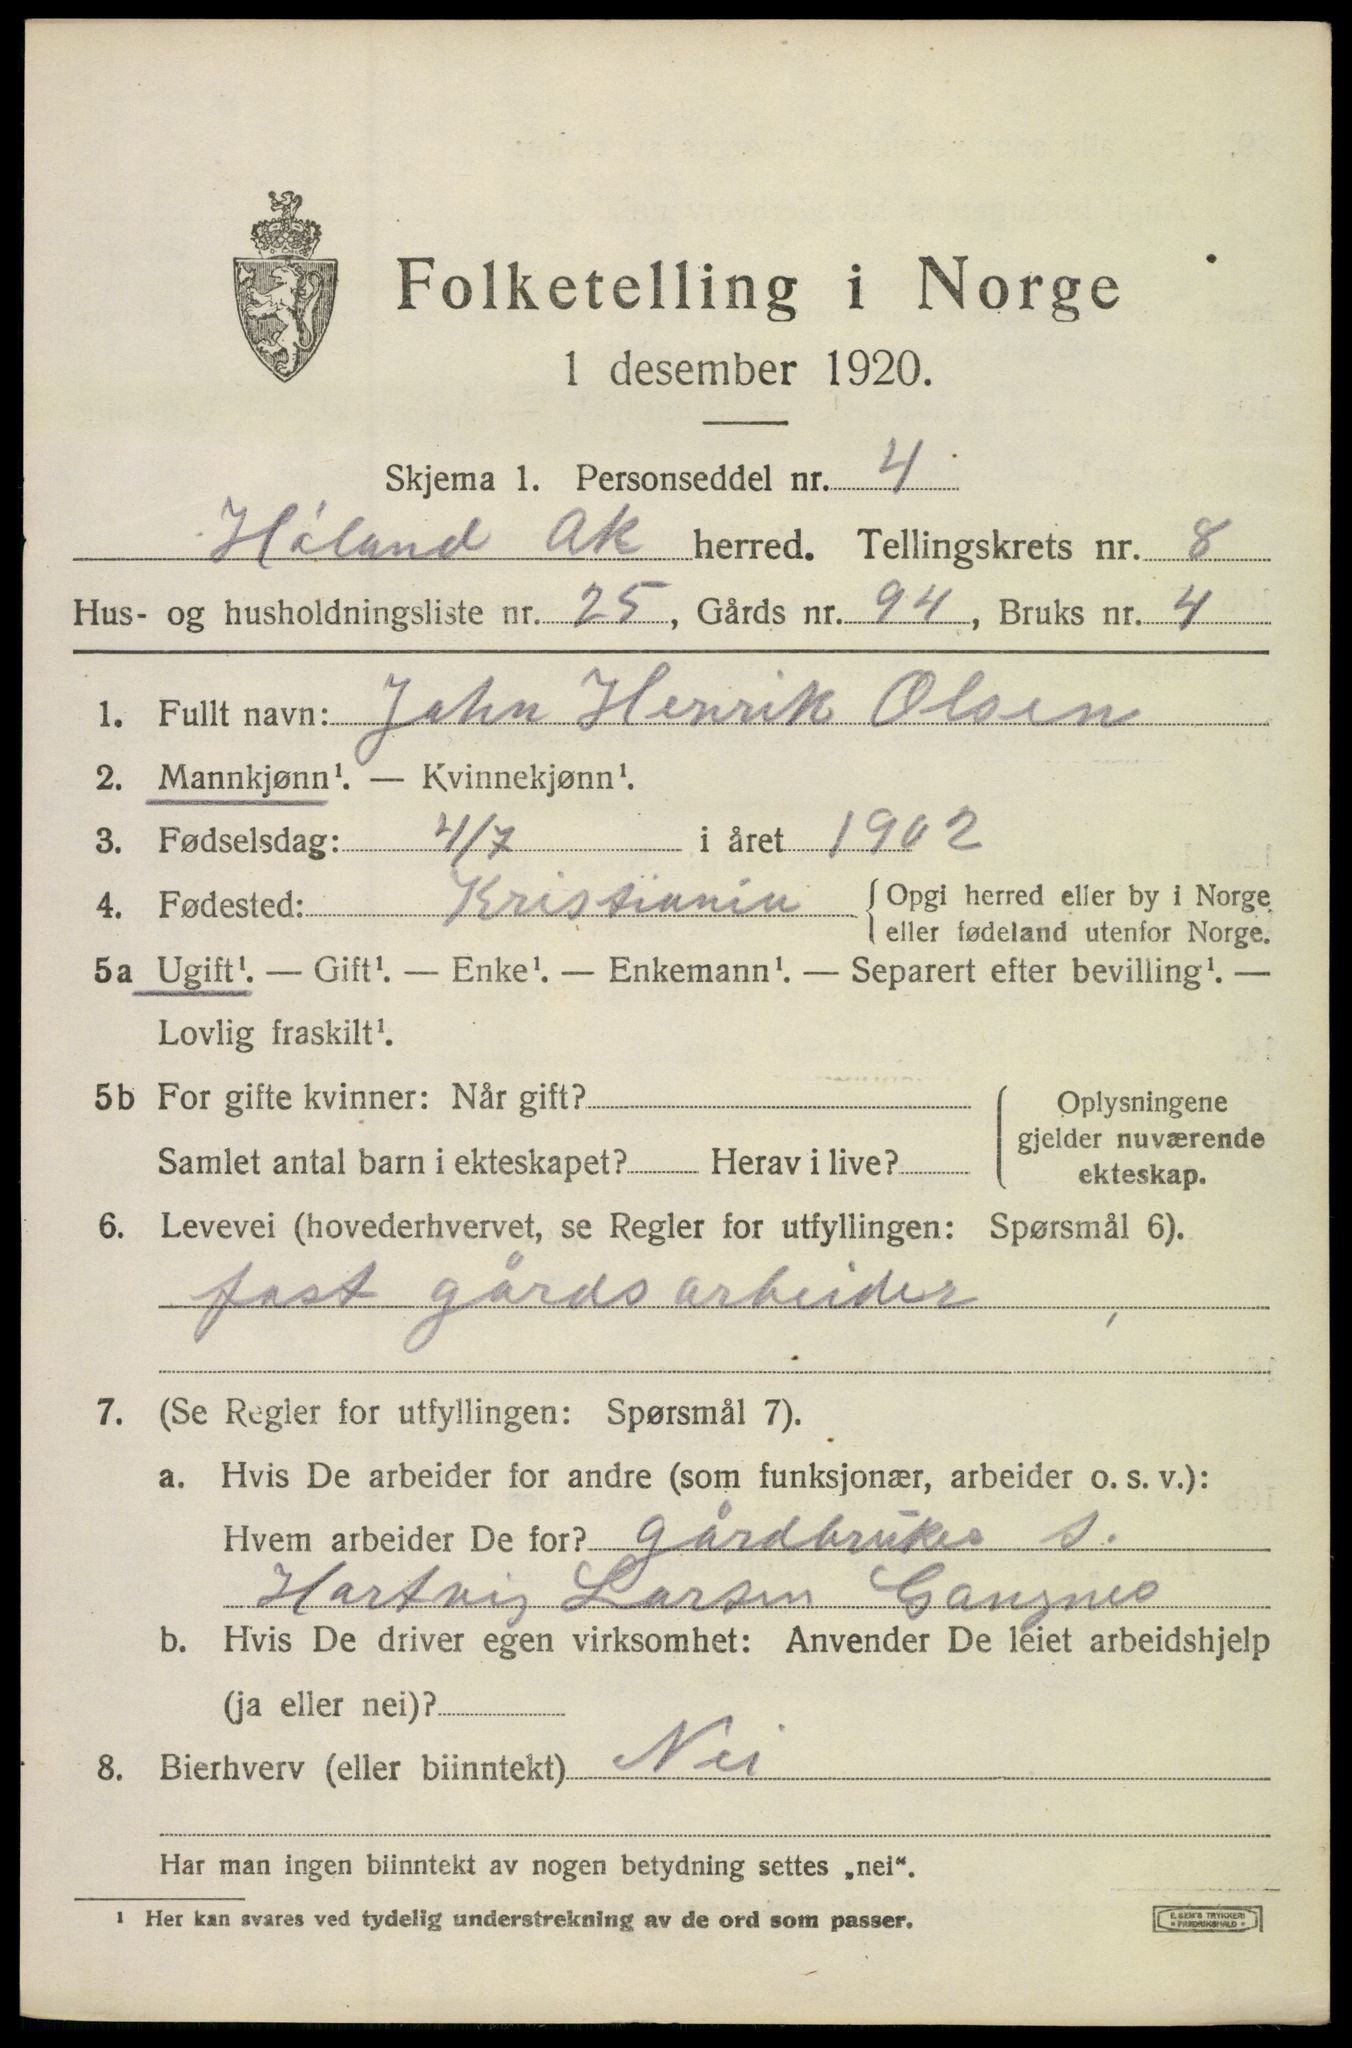 Folketelling i Norge
1 desember 1920.
Skjema 1. Personseddel nr. 4
Høland Ak herred. Tellingskrets nr. 8
Hus- og husholdningsliste nr. 25, Gårds nr. 94, Bruks nr. 4
1. Fullt navn: John Henrik Olsen
2. Mannkjønn¹. — Kvinnekjønn¹.
3. Fødselsdag: 4/7 i året 1902
4. Fødested: Kristiania { Opgi herred eller by i Norge
eller fødeland utenfor Norge.
5a Ugift¹. — Gift¹. — Enke¹. — Enkemann¹. — Separert efter bevilling¹. —
Lovlig fraskilt¹.
5b For gifte kvinner: Når gift?
Samlet antal barn i ekteskapet? Herav i live?
Oplysningene
gjelder nuværende
ekteskap.
6. Levevei (hovederhvervet, se Regler for utfyllingen: Spørsmål 6).
fast gårdsarbeider
7. (Se Regler for utfyllingen: Spørsmål 7).
a. Hvis De arbeider for andre (som funksjonær, arbeider o. s. v.):
Hvem arbeider De for? gårdbruker S.
Hartvig Larsen Gangnes
b. Hvis De driver egen virksomhet: Anvender De leiet arbeidshjelp
(ja eller nei)?
8. Bierhverv (eller biinntekt) Nei
Har man ingen biinntekt av nogen betydning settes „nei“.
¹ Her kan svares ved tydelig understrekning av de ord som passer.
E. SEM'S TRYKKERI
FREDRIKSHALD